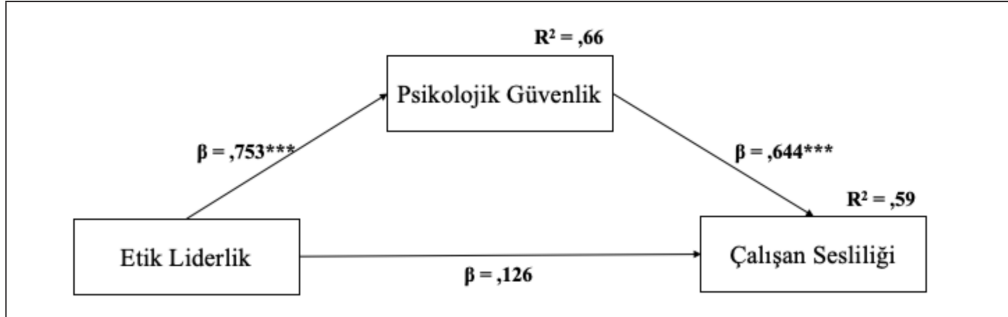 R² = ,66
Psikolojik Güvenlik
β = ,753***
β = ,644***
R² = ,59
Etik Liderlik
Çalışan Sesliliği
β = ,126